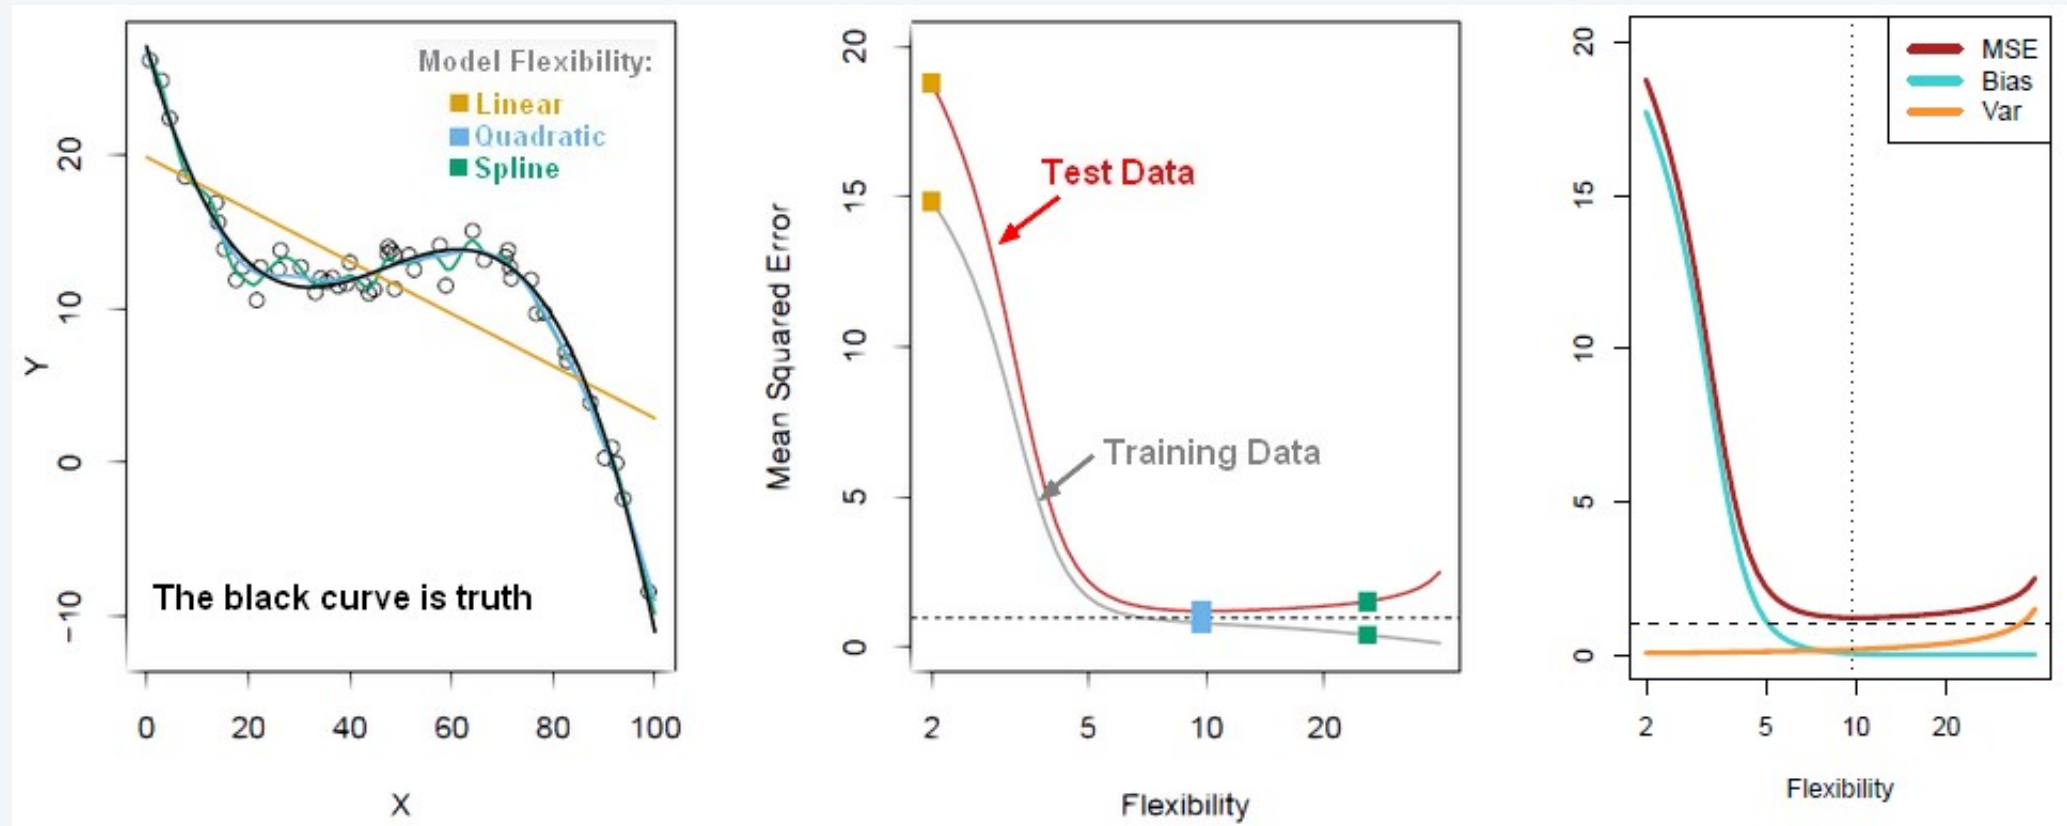 Model Flexibility:
Linear
Quadratic
Spline
20
10
0
-10
Y
The black curve is truth
0 20 40 60 80 100
X
20
15
10
5
0
Mean Squared Error
Test Data
Training Data
2 5 10 20
Flexibility
MSE
Bias
Var
20
15
10
5
0
2 5 10 20
Flexibility